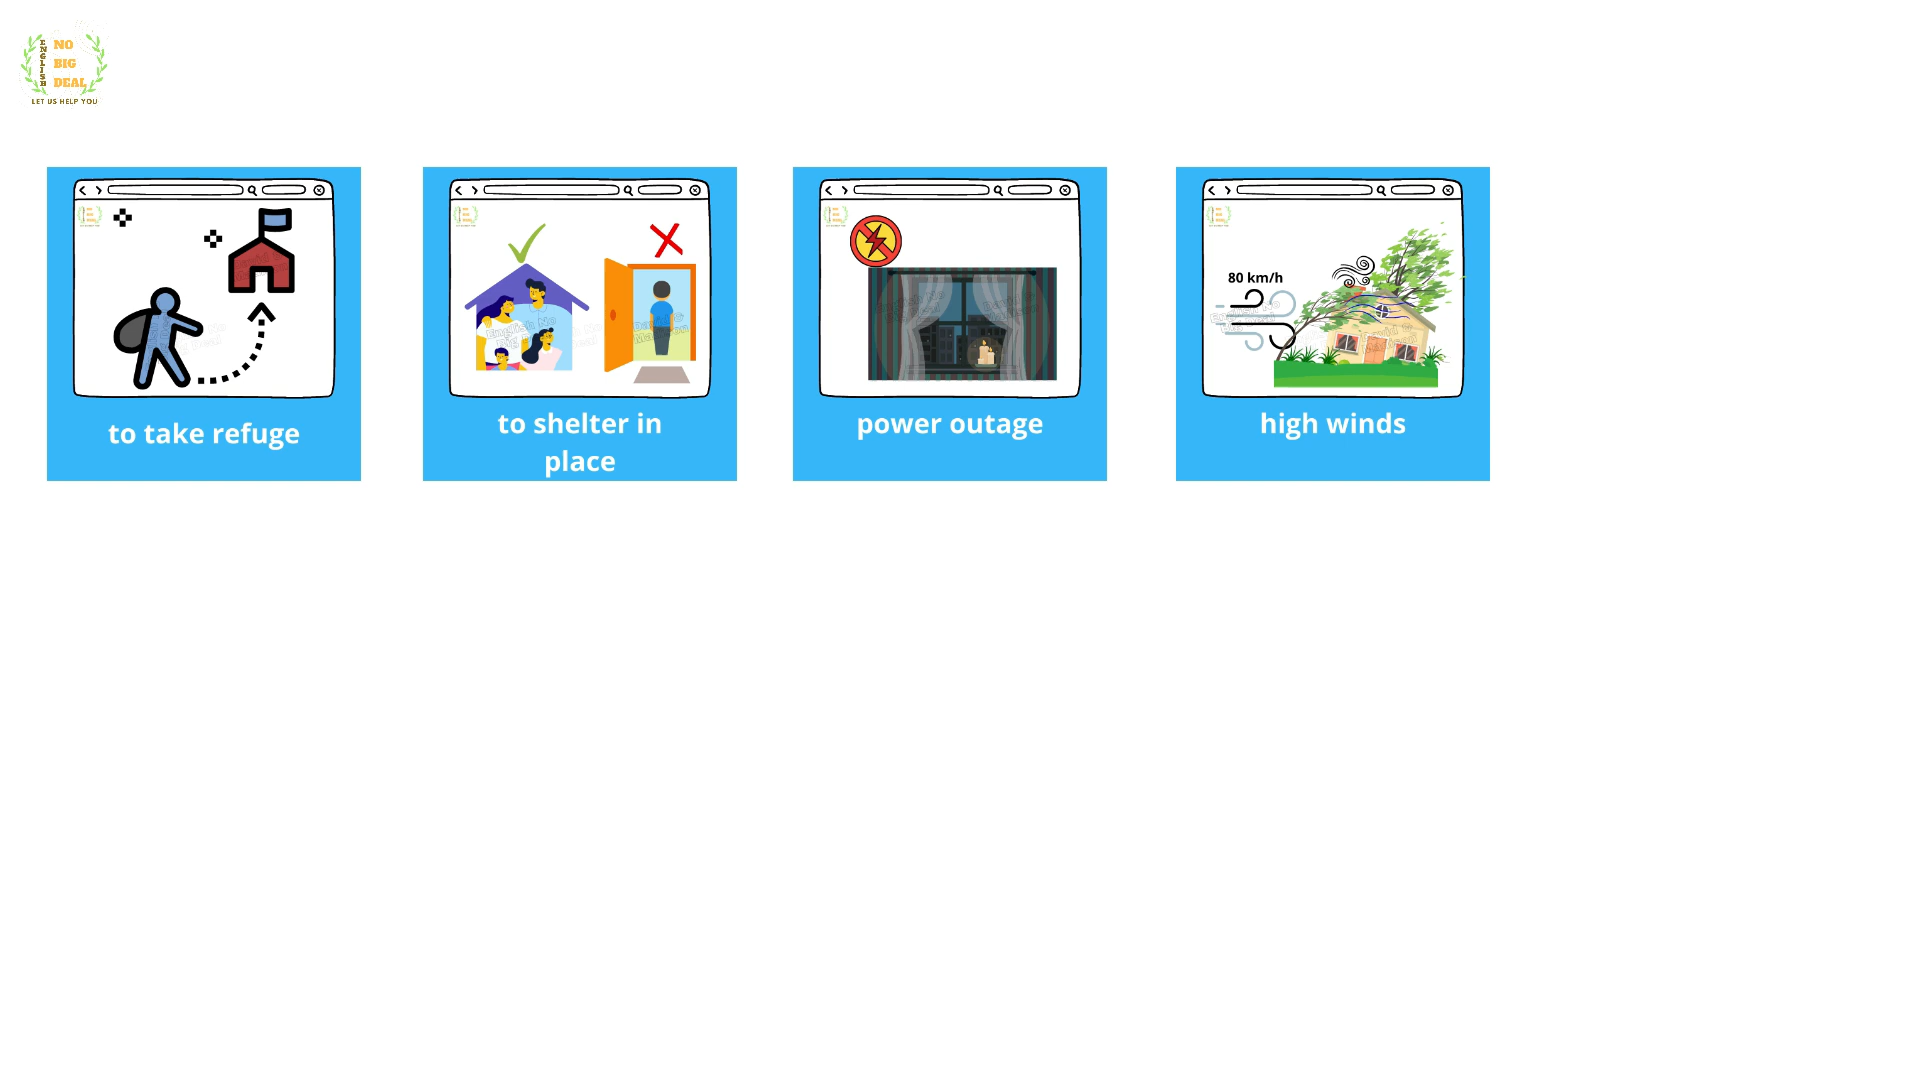 ENGLISH
NO
BIG
DEAL
LET US HELP YOU
80 km/h
to take refuge
to shelter in
place
power outage
high winds